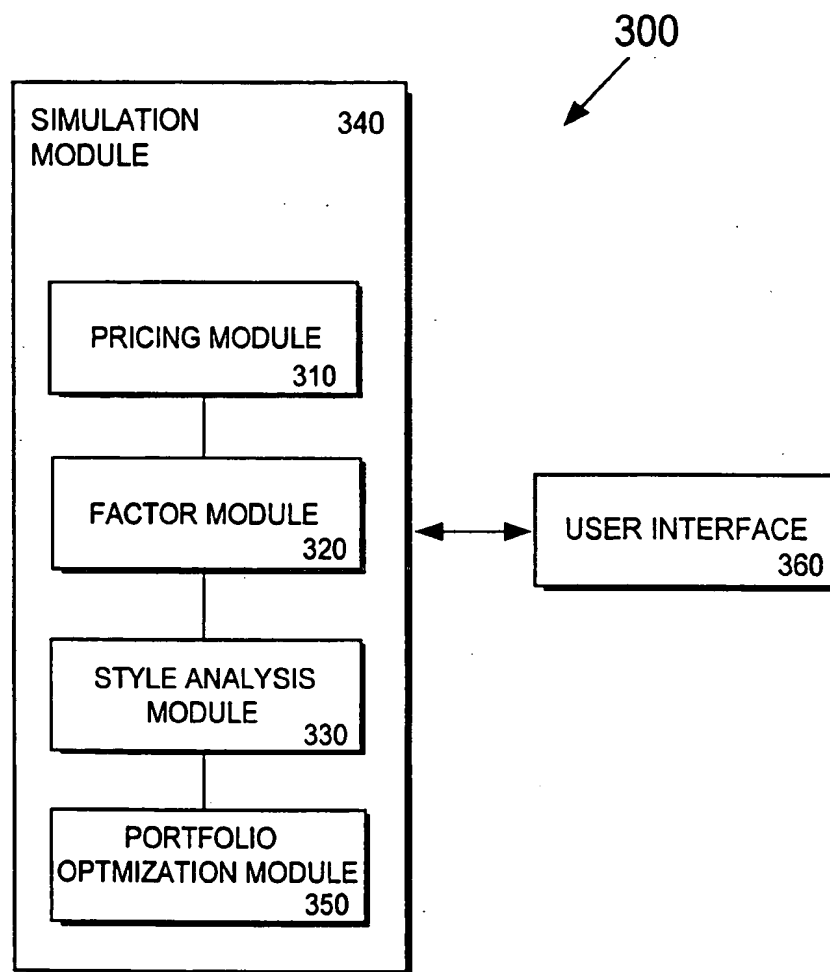 300
SIMULATION 340
MODULE
PRICING MODULE
310
FACTOR MODULE
320
STYLE ANALYSIS
MODULE
330
PORTFOLIO
OPTMIZATION MODULE
350
USER INTERFACE
360